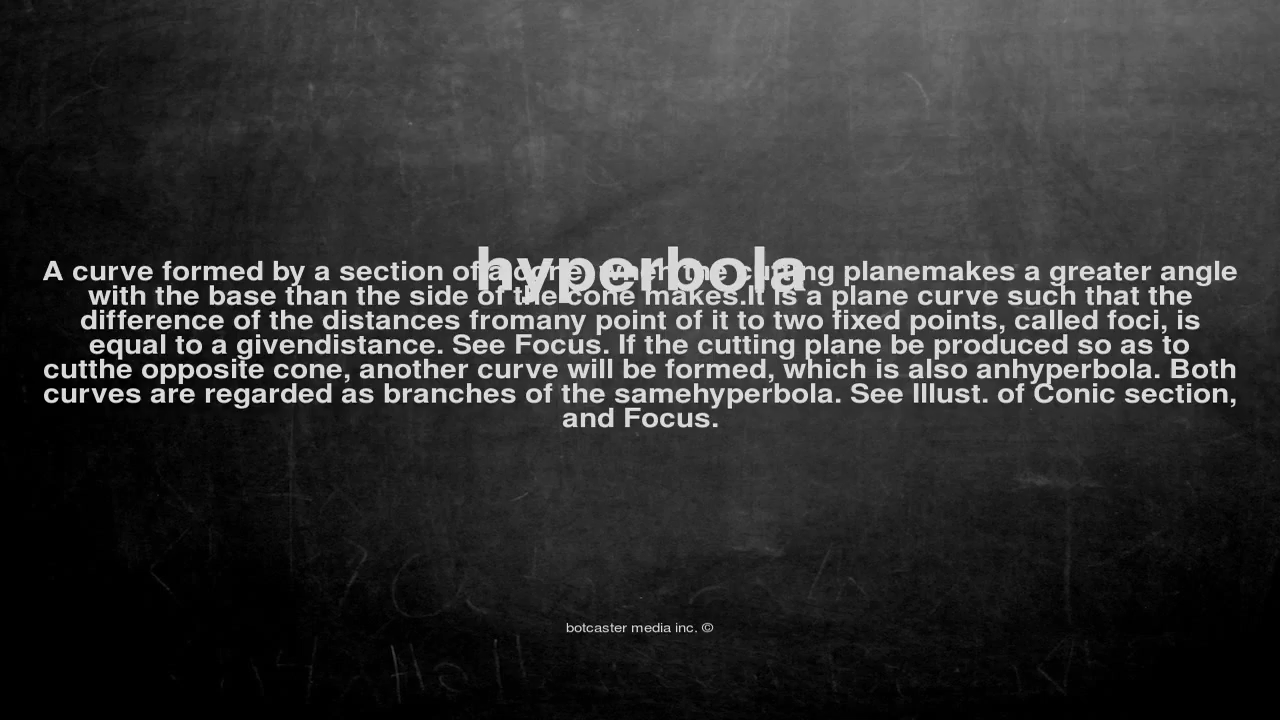 hyperbola
A curve formed by a section of a cone, when the cutting planemakes a greater angle
with the base than the side of the cone makes.It is a plane curve such that the
difference of the distances fromany point of it to two fixed points, called foci, is
equal to a givendistance. See Focus. If the cutting plane be produced so as to
cutthe opposite cone, another curve will be formed, which is also anhyperbola. Both
curves are regarded as branches of the samehyperbola. See Illust. of Conic section,
and Focus.
botcaster media inc. ©